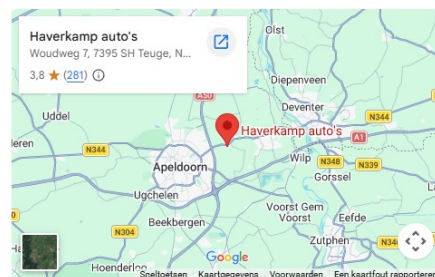 Haverkamp auto's
Woudweg 7, 7395 SH Teuge, N...
3,8 ★ (281)
Olst
A50
Diepenveen
Uddel
Deventer
N344
Haverkamp auto's
A1
N344
Wilp
N348
N339
Apeldoorn
Gorssel
Ugchelen
Voorst Gem
Voorst
Eefde
N304
Beekbergen
Zutphen
N34
Hoenderloo
Google
Sneltoetsen Kaartgegevens Voorwaarden Een kaartfout rapporteren